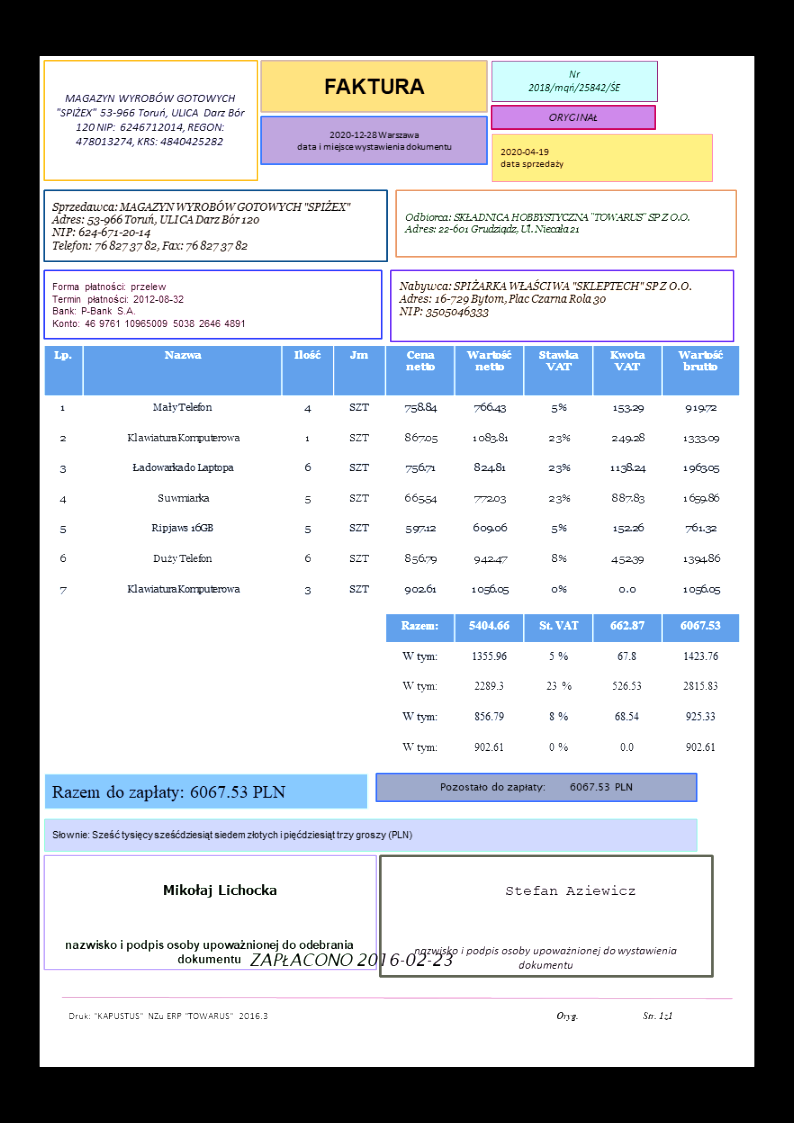 MAGAZYN WYROBÓW GOTOWYCH
"SPIŻEX" 53-966 Toruń, ULICA Darz Bór
120 NIP: 6246712014, REGON:
478013274, KRS: 4840425282
FAKTURA
2020-12-28 Warszawa
data i miejsce wystawienia dokumentu
Nr
2018/mąń/25842/ŚE
ORYGINAŁ
2020-04-19
data sprzedaży
Sprzedawca: MAGAZYN WYROBÓW GOTOWYCH "SPIŻEX"
Adres: 53-966 Toruń, ULICA Darz Bór 120
NIP: 624-671-20-14
Telefon: 76 827 37 82, Fax: 76 827 37 82
Odbiorca: SKŁADNICA HOBBYSTYCZNA "TOWARUS" SP Z O.O.
Adres: 22-601 Grudziądz, Ul. Niecała 21
Forma płatności: przelew
Termin płatności: 2012-08-32
Bank: P-Bank S.A.
Konto: 46 9761 10965009 5038 2646 4891
Nabywca: SPIŻARKA WŁAŚCIWA "SKLEPTECH" SP Z O.O.
Adres: 16-729 Bytom, Plac Czarna Rola 30
NIP: 3505046333
Lp. Nazwa Ilość Jm Cena netto Wartość netto Stawka VAT Kwota VAT Wartość brutto
1 Mały Telefon 4 SZT 758.84 766.43 5% 153.29 919.72
2 Klawiatura Komputerowa 1 SZT 867.05 1083.81 23% 249.28 1333.09
3 Ładowarka do Laptopa 6 SZT 756.71 824.81 23% 1138.24 1963.05
4 Suwmiarka 5 SZT 665.54 772.03 23% 887.83 1659.86
5 Ripjaws 16GB 5 SZT 597.12 609.06 5% 152.26 761.32
6 Duży Telefon 6 SZT 856.79 942.47 8% 452.39 1394.86
7 Klawiatura Komputerowa 3 SZT 902.61 1056.05 0% 0.0 1056.05
Razem: 5404.66 St. VAT 662.87 6067.53
W tym: 1355.96 5 % 67.8 1423.76
W tym: 2289.3 23 % 526.53 2815.83
W tym: 856.79 8 % 68.54 925.33
W tym: 902.61 0 % 0.0 902.61
Razem do zapłaty: 6067.53 PLN
Pozostało do zapłaty: 6067.53 PLN
Słownie: Sześć tysięcy sześćdziesiąt siedem złotych i pięćdziesiąt trzy groszy (PLN)
Mikołaj Lichocka
nazwisko i podpis osoby upoważnionej do odebrania
dokumentu
Stefan Aziewicz
nazwisko i podpis osoby upoważnionej do wystawienia
dokumentu
ZAPŁACONO 2016-02-23
Druk: "KAPUSTUS" NZu ERP "TOWARUS" 2016.3 Oryg. Str. 1z1